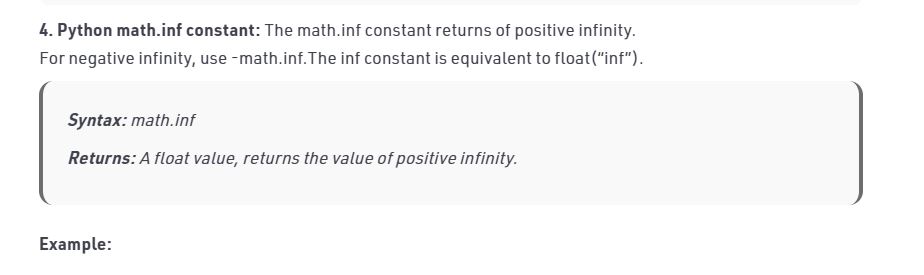 4. Python math.inf constant: The math.inf constant returns of positive infinity.
For negative infinity, use -math.inf.The inf constant is equivalent to float(“inf”).
Syntax: math.inf
Returns: A float value, returns the value of positive infinity.
Example: